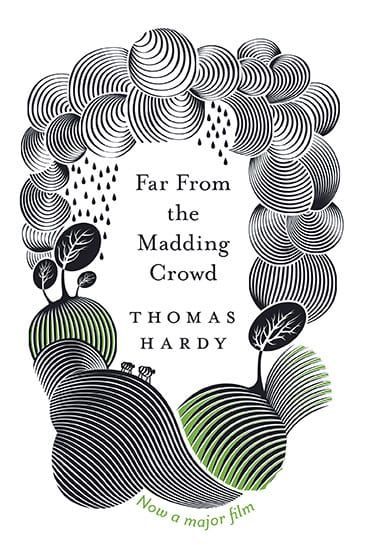 Far From
the
Madding
Crowd
THOMAS
HARDY
Now a major film